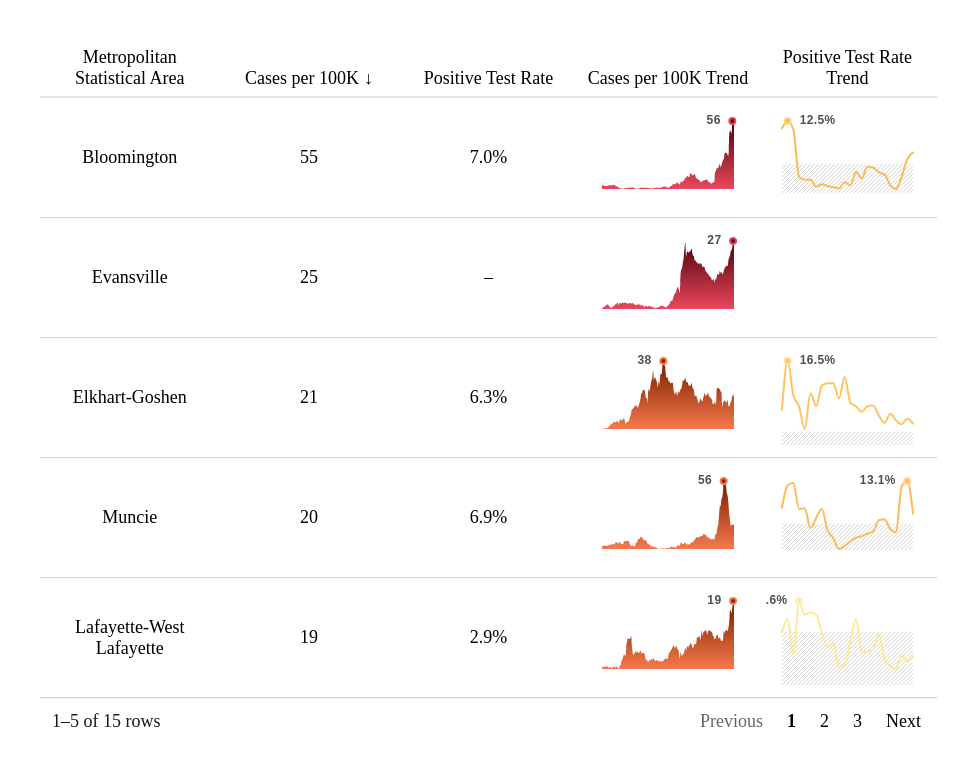 Metropolitan
Statistical Area
Cases per 100K ↓
Positive Test Rate
Cases per 100K Trend
Positive Test Rate
Trend
Bloomington
55
7.0%
56
12.5%
Evansville
25
–
27
Elkhart-Goshen
21
6.3%
38
16.5%
Muncie
20
6.9%
56
13.1%
Lafayette-West
Lafayette
19
2.9%
19
.6%
1–5 of 15 rows
Previous
1
2
3
Next